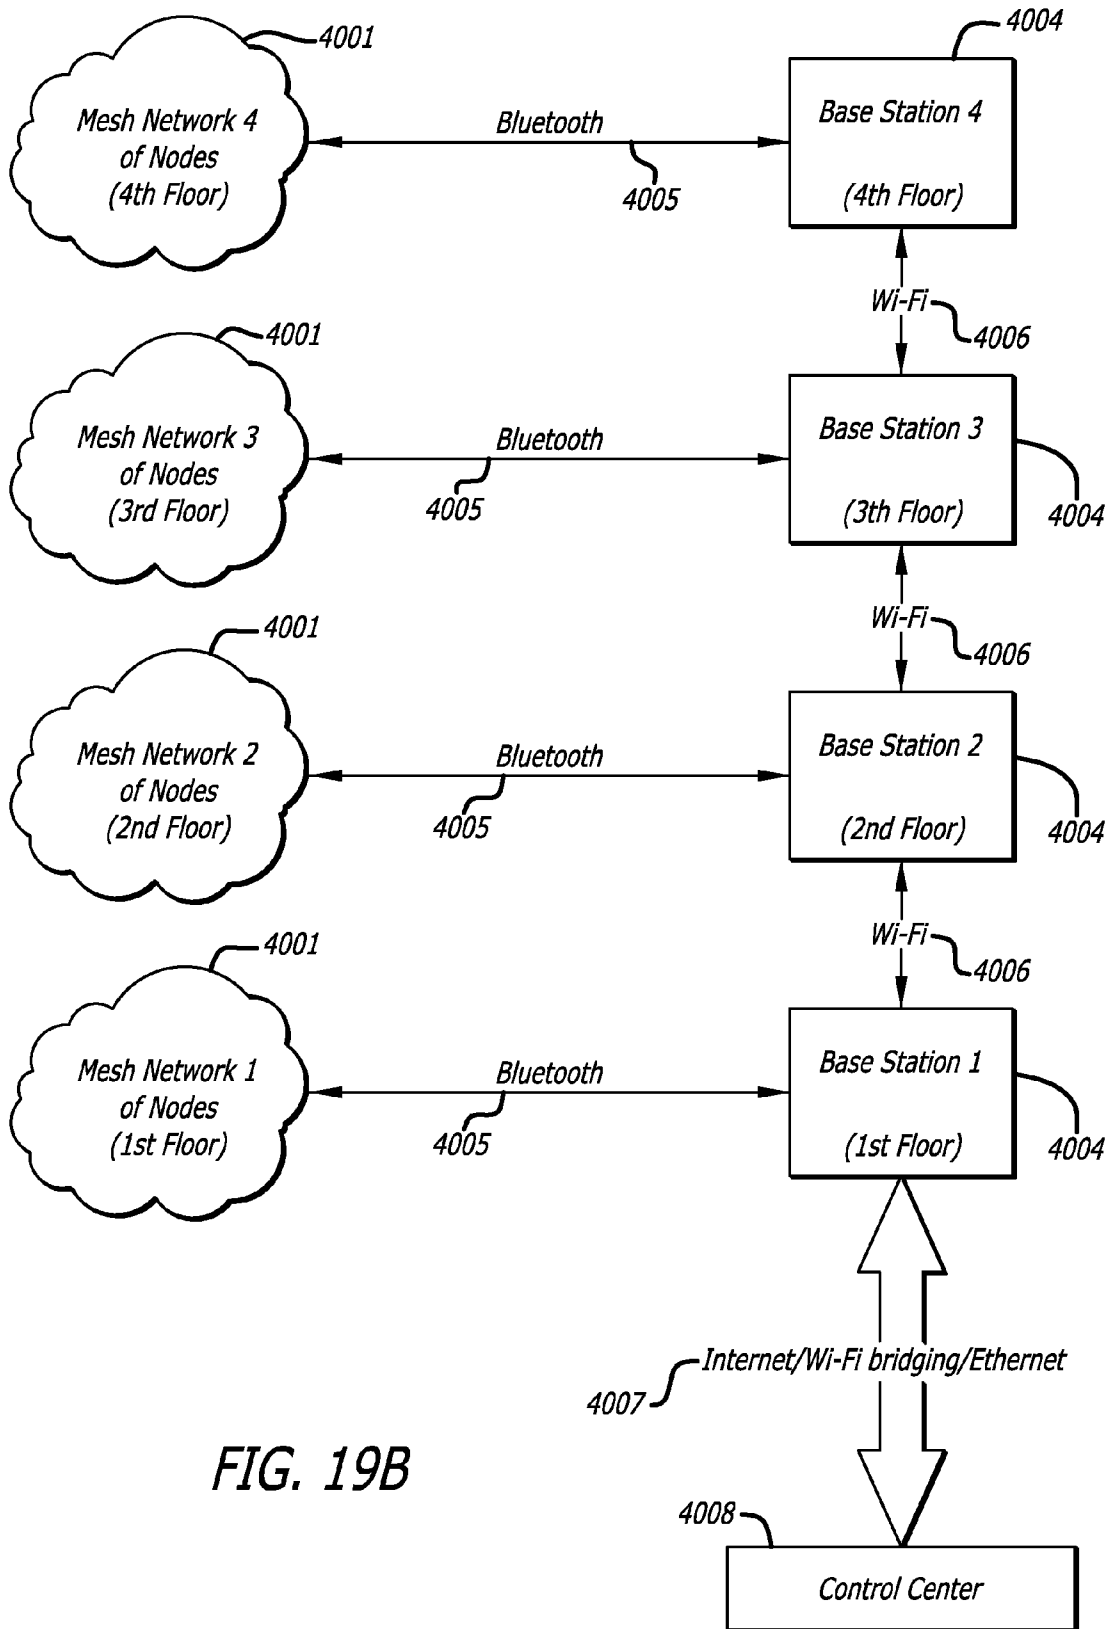 4001
4004
Mesh Network 4
of Nodes
(4th Floor)
Bluetooth
4005
Base Station 4
(4th Floor)
Wi-Fi
4006
4001
Mesh Network 3
of Nodes
(3rd Floor)
Bluetooth
4005
Base Station 3
(3th Floor)
4004
Wi-Fi
4006
4001
Mesh Network 2
of Nodes
(2nd Floor)
Bluetooth
4005
Base Station 2
(2nd Floor)
4004
Wi-Fi
4006
4001
Mesh Network 1
of Nodes
(1st Floor)
Bluetooth
4005
Base Station 1
(1st Floor)
4004
Internet/Wi-Fi bridging/Ethernet
4007
FIG. 19B
4008
Control Center